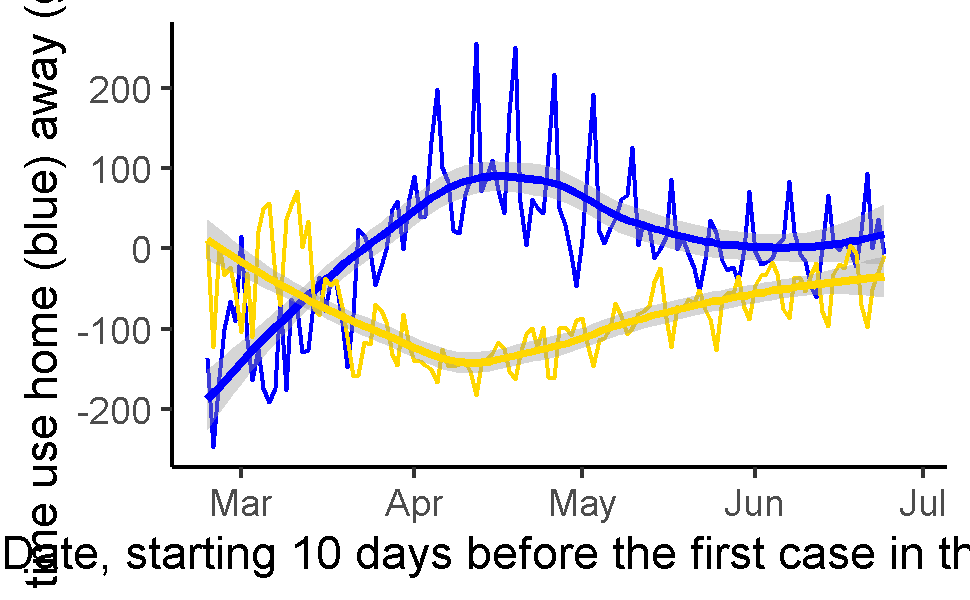 time use home (blue) away (
200
100
0
-100
-200
Mar Apr May Jun Jul
Date, starting 10 days before the first case in th